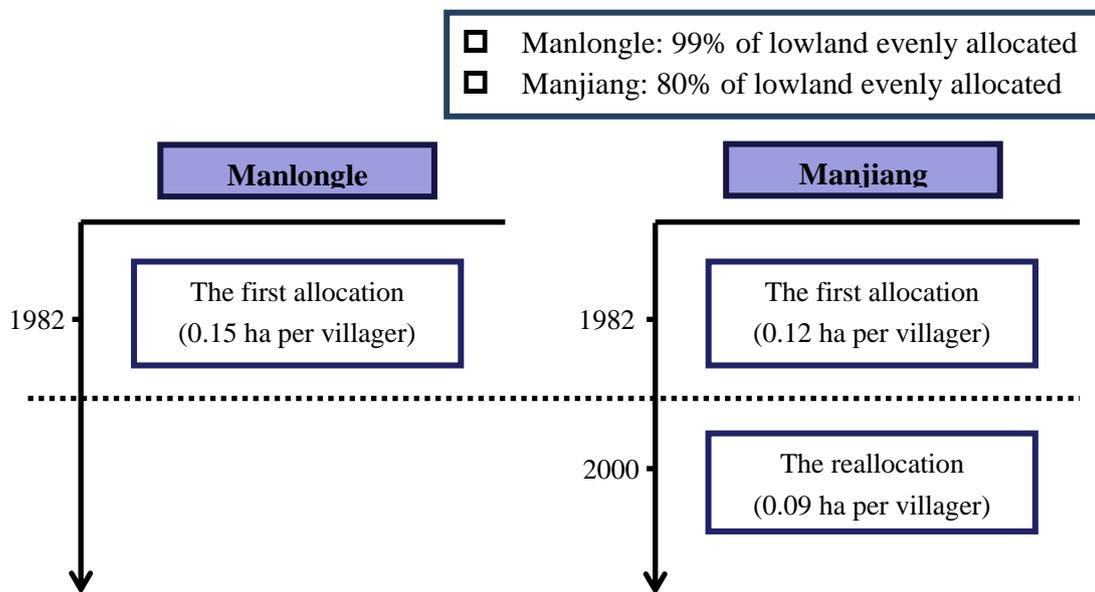 Manlongle: 99% of lowland evenly allocated
Manjiang: 80% of lowland evenly allocated
Manlongle
Manjiang
The first allocation
(0.15 ha per villager)
1982
The first allocation
(0.12 ha per villager)
1982
The reallocation
(0.09 ha per villager)
2000